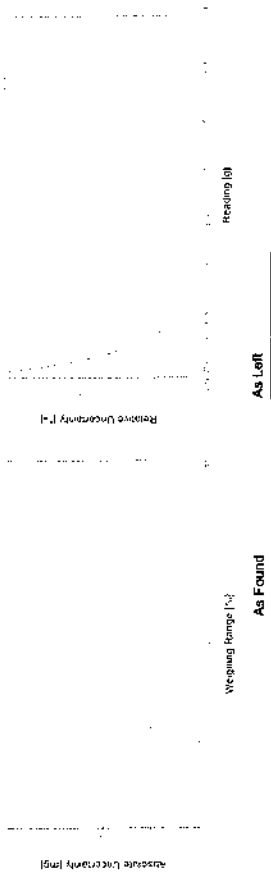 Absolute Uncertainty [mg]
Weighing Range [%]
Relative Uncertainty [%]
Reading [g]
As Found
As Left